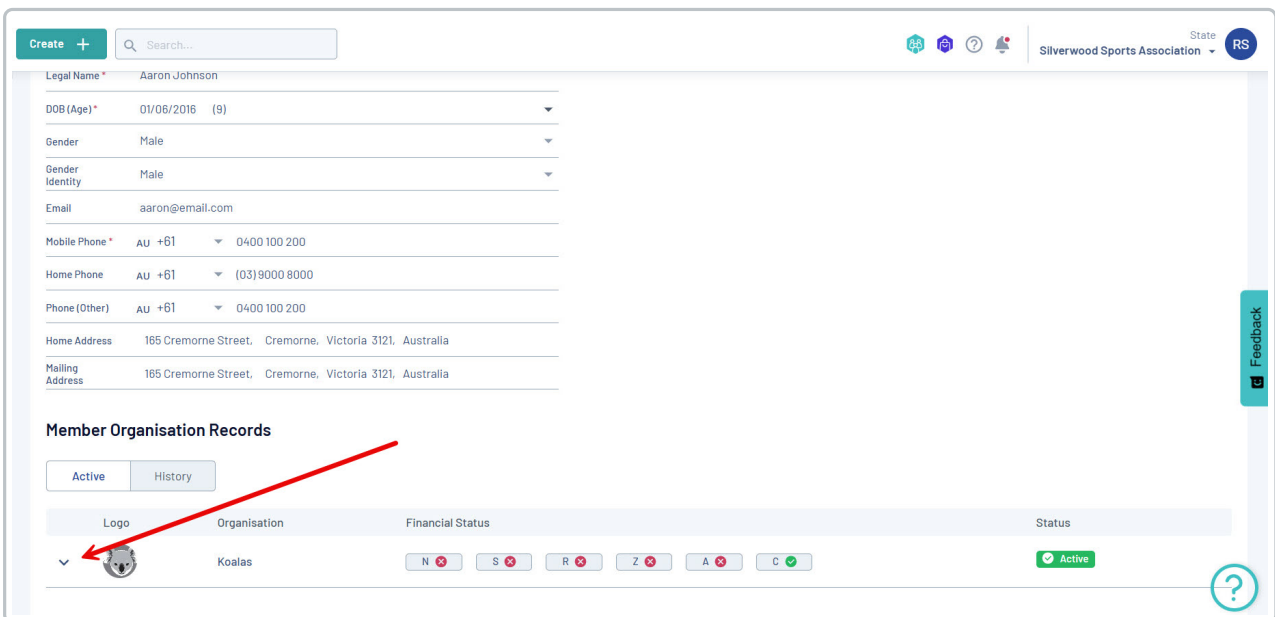 Create +
Search...
State
Silverwood Sports Association
RS
Legal Name * Aaron Johnson
DOB (Age) * 01/06/2016 (9)
Gender Male
Gender Identity Male
Email aaron@email.com
Mobile Phone * AU +61 0400 100 200
Home Phone AU +61 (03) 9000 8000
Phone (Other) AU +61 0400 100 200
Home Address 165 Cremorne Street, Cremorne, Victoria 3121, Australia
Mailing Address 165 Cremorne Street, Cremorne, Victoria 3121, Australia
Feedback
Member Organisation Records
Active History
Logo Organisation Financial Status Status
Koalas N S R Z A C Active
?